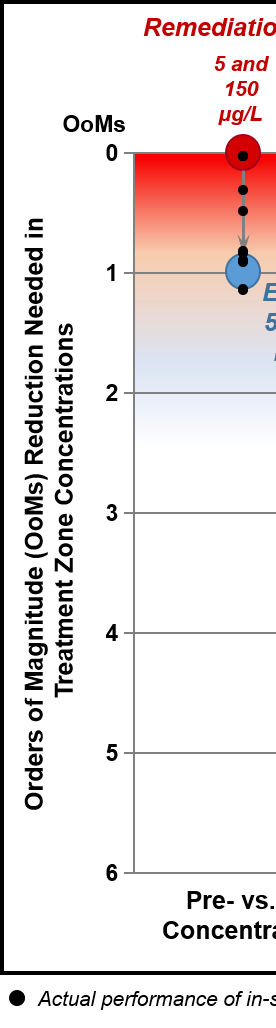 Remediatio
5 and
150
µg/L
OoMs
0
1
2
3
4
5
6
Orders of Magnitude (OoMs) Reduction Needed in
Treatment Zone Concentrations
E
5
Pre- vs.
Concentra
Actual performance of in-s